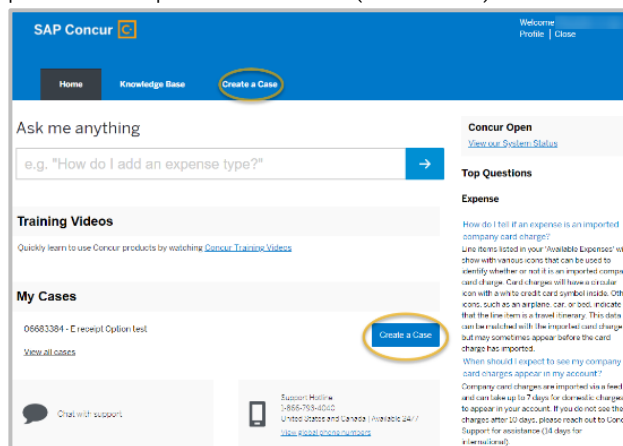 SAP Concur C
Welcome
Profile | Close
Home Knowledge Base Create a Case
Ask me anything
e.g. "How do I add an expense type?"
Training Videos
Quickly learn to use Concur products by watching Concur Training Videos
My Cases
06683384 - E receipt Option test
Create a Case
View all cases
Chat with support
Support Hotline
1-866-793-4040
United States and Canada | Available 24/7
View global phone numbers
Concur Open
View our System Status
Top Questions
Expense
How do I tell if an expense is an imported
company card charge?
Line items listed in your 'Available Expenses' wi
show with various icons that can be used to
identify whether or not it is an imported compa
card charge. Card charges will have a circular
icon with a white credit card symbol inside. Oth
icons, such as an airplane, car, or bed, indicate
that the line item is a travel itinerary. This data
can be matched with the imported card charge
but may sometimes appear before the card
charge has imported.
When should I expect to see my company
card charges appear in my account?
Company card charges are imported via a feed
and can take up to 7 days for domestic charges
to appear in your account. If you do not see the
charges after 10 days, please reach out to Conc
Support for assistance (14 days for
international).